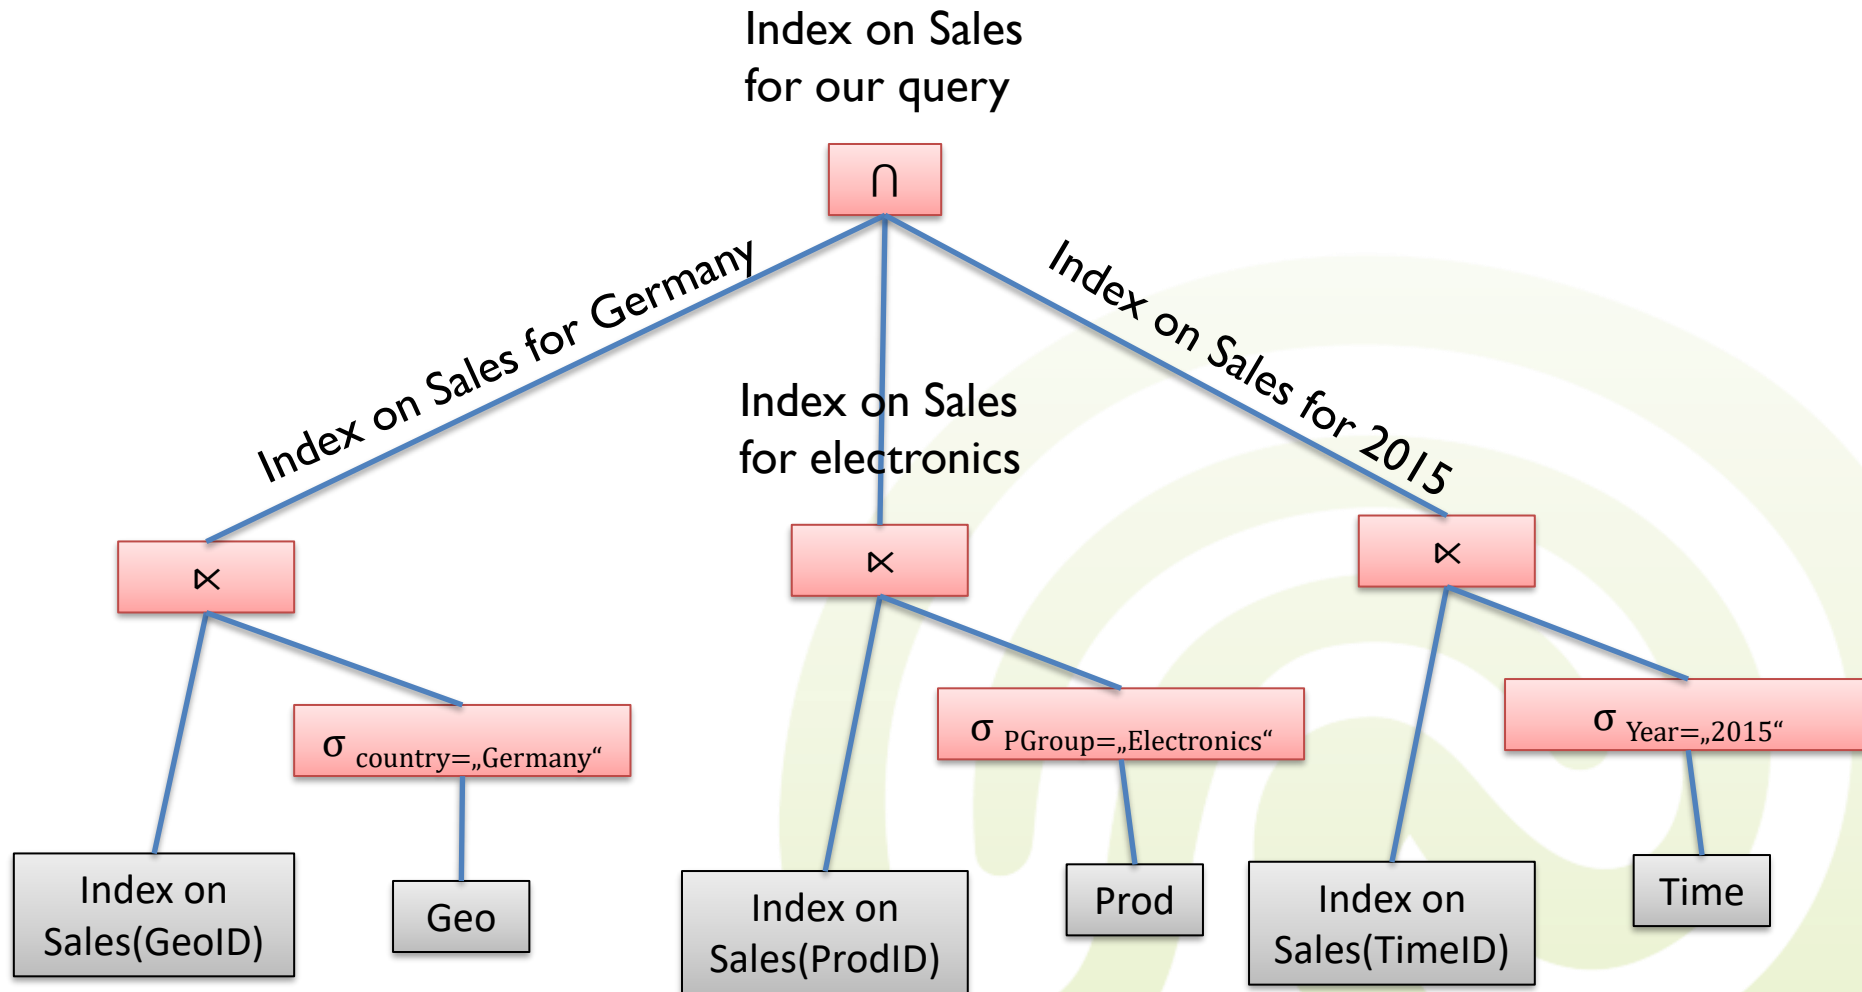 Index on Sales
for our query
∩
Index on Sales for Germany
Index on Sales
for electronics
Index on Sales for 2015
⋉
⋉
⋉
σ country=„Germany“
σ PGroup=„Electronics“
σ Year=„2015“
Index on
Sales(GeoID)
Geo
Index on
Sales(ProdID)
Prod
Index on
Sales(TimeID)
Time